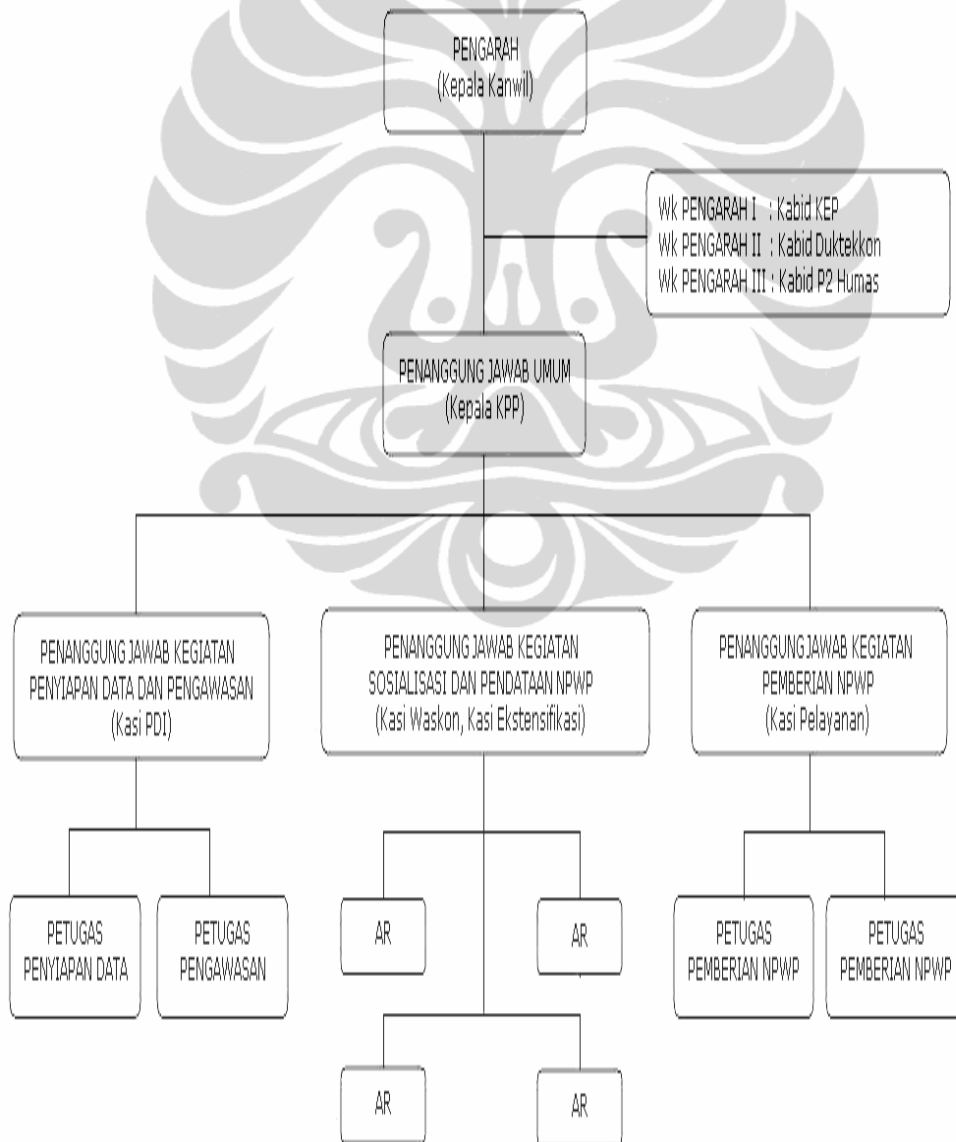 PENGARAH
(Kepala Kanwil)
Wk PENGARAH I : Kabid KEP
Wk PENGARAH II : Kabid Duktekkon
Wk PENGARAH III : Kabid P2 Humas
PENANGGUNG JAWAB UMUM
(Kepala KPP)
PENANGGUNG JAWAB KEGIATAN
PENYIAPAN DATA DAN PENGAWASAN
(Kasi PDI)
PENANGGUNG JAWAB KEGIATAN
SOSIALISASI DAN PENDATAAN NPWP
(Kasi Waskon, Kasi Ekstensifikasi)
PENANGGUNG JAWAB KEGIATAN
PEMBERIAN NPWP
(Kasi Pelayanan)
PETUGAS
PENYIAPAN DATA
PETUGAS
PENGAWASAN
AR
AR
PETUGAS
PEMBERIAN NPWP
PETUGAS
PEMBERIAN NPWP
AR
AR